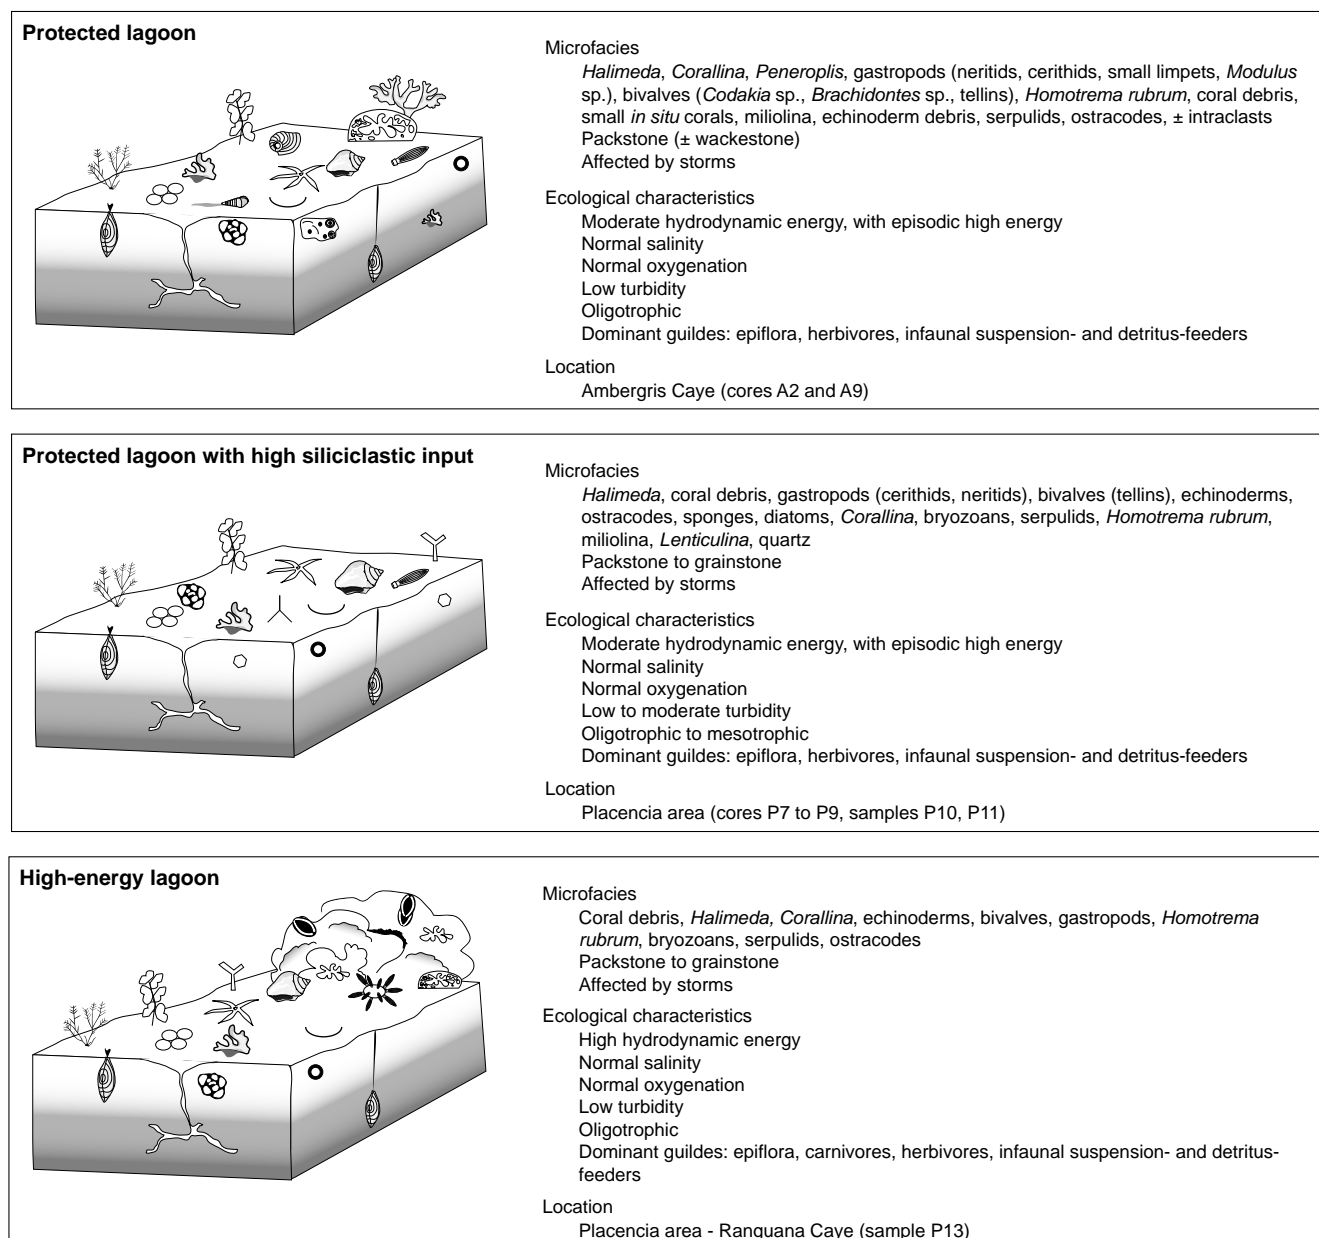 Protected lagoon
Microfacies
Halimeda, Corallina, Peneroplis, gastropods (neritids, cerithids, small limpets, Modulus
sp.), bivalves (Codakia sp., Brachidontes sp., tellins), Homotrema rubrum, coral debris,
small in situ corals, miliolina, echinoderm debris, serpulids, ostracodes, ± intraclasts
Packstone (± wackestone)
Affected by storms
Ecological characteristics
Moderate hydrodynamic energy, with episodic high energy
Normal salinity
Normal oxygenation
Low turbidity
Oligotrophic
Dominant guildes: epiflora, herbivores, infaunal suspension- and detritus-feeders
Location
Ambergris Caye (cores A2 and A9)
Protected lagoon with high siliciclastic input
Microfacies
Halimeda, coral debris, gastropods (cerithids, neritids), bivalves (tellins), echinoderms,
ostracodes, sponges, diatoms, Corallina, bryozoans, serpulids, Homotrema rubrum,
miliolina, Lenticulina, quartz
Packstone to grainstone
Affected by storms
Ecological characteristics
Moderate hydrodynamic energy, with episodic high energy
Normal salinity
Normal oxygenation
Low to moderate turbidity
Oligotrophic to mesotrophic
Dominant guildes: epiflora, herbivores, infaunal suspension- and detritus-feeders
Location
Placencia area (cores P7 to P9, samples P10, P11)
High-energy lagoon
Microfacies
Coral debris, Halimeda, Corallina, echinoderms, bivalves, gastropods, Homotrema
rubrum, bryozoans, serpulids, ostracodes
Packstone to grainstone
Affected by storms
Ecological characteristics
High hydrodynamic energy
Normal salinity
Normal oxygenation
Low turbidity
Oligotrophic
Dominant guildes: epiflora, carnivores, herbivores, infaunal suspension- and detritus-
feeders
Location
Placencia area - Ranguana Caye (sample P13)